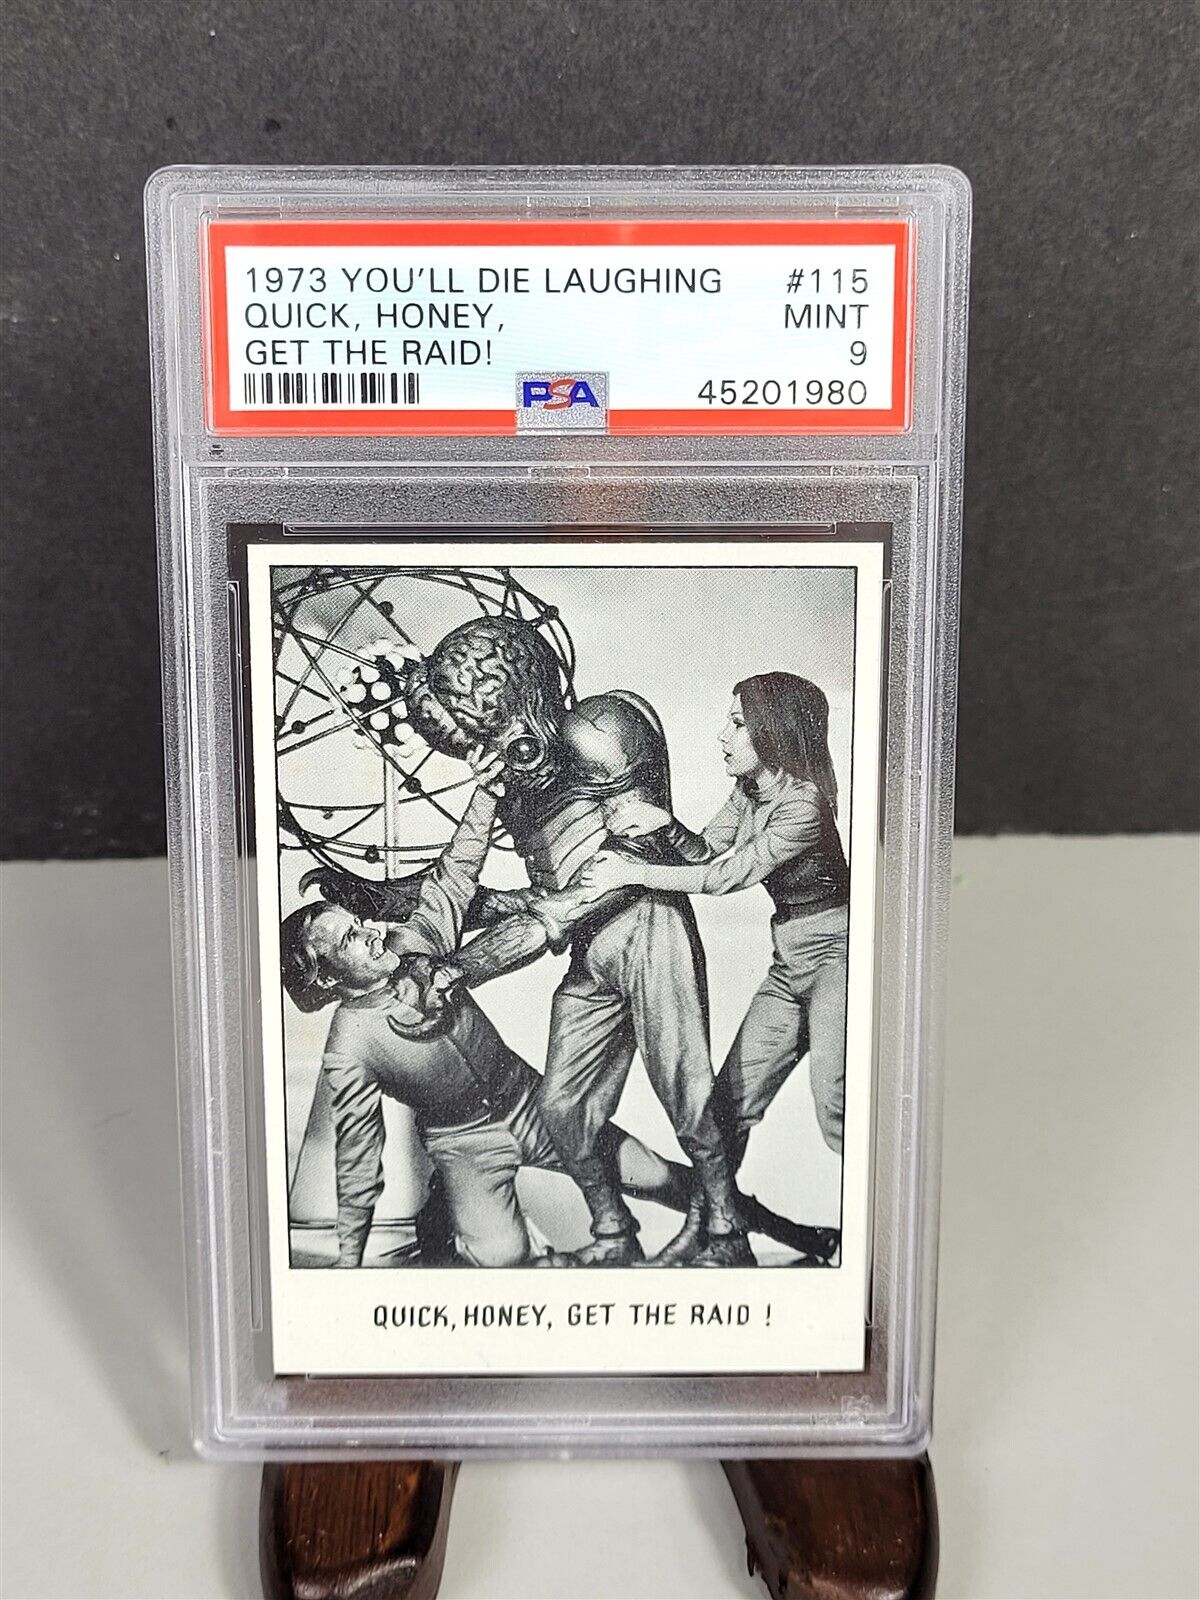 1973 YOU'LL DIE LAUGHING #115
QUICK, HONEY, MINT
GET THE RAID! 9
PSA 45201980
QUICK, HONEY, GET THE RAID !